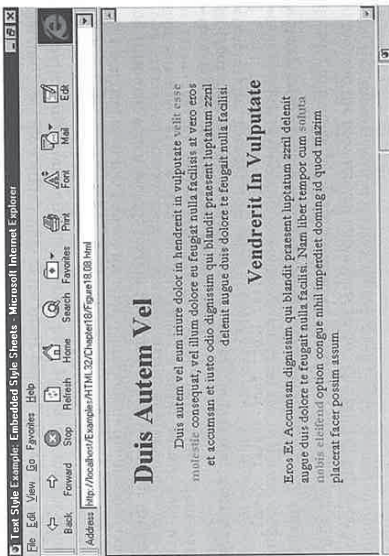 Text Style Example: Embedded Style Sheets - Microsoft Internet Explorer
File Edit View Go Favorites Help
Back Forward Stop Refresh Home Search Favorites Print Font Mail Edit
Address http://localhost/Examples/HTML32/Chapter18/Figure18.08.html
Duis Autem Vel
Duis autem vel eum iriure dolor in hendrerit in vulputate velit esse
molestie consequat, vel illum dolore eu feugiat nulla facilisis at vero eros
et accumsan et iusto odio dignissim qui blandit praesent luptatum zzril
delenit augue duis dolore te feugait nulla facilisi.
Vendrerit In Vulputate
Eros Et Accumsan dignissim qui blandit praesent luptatum zzril delenit
augue duis dolore te feugait nulla facilisi. Nam liber tempor cum soluta
nobis eleifend option congue nihil imperdiet doming id quod mazim
placerat facer possim assum